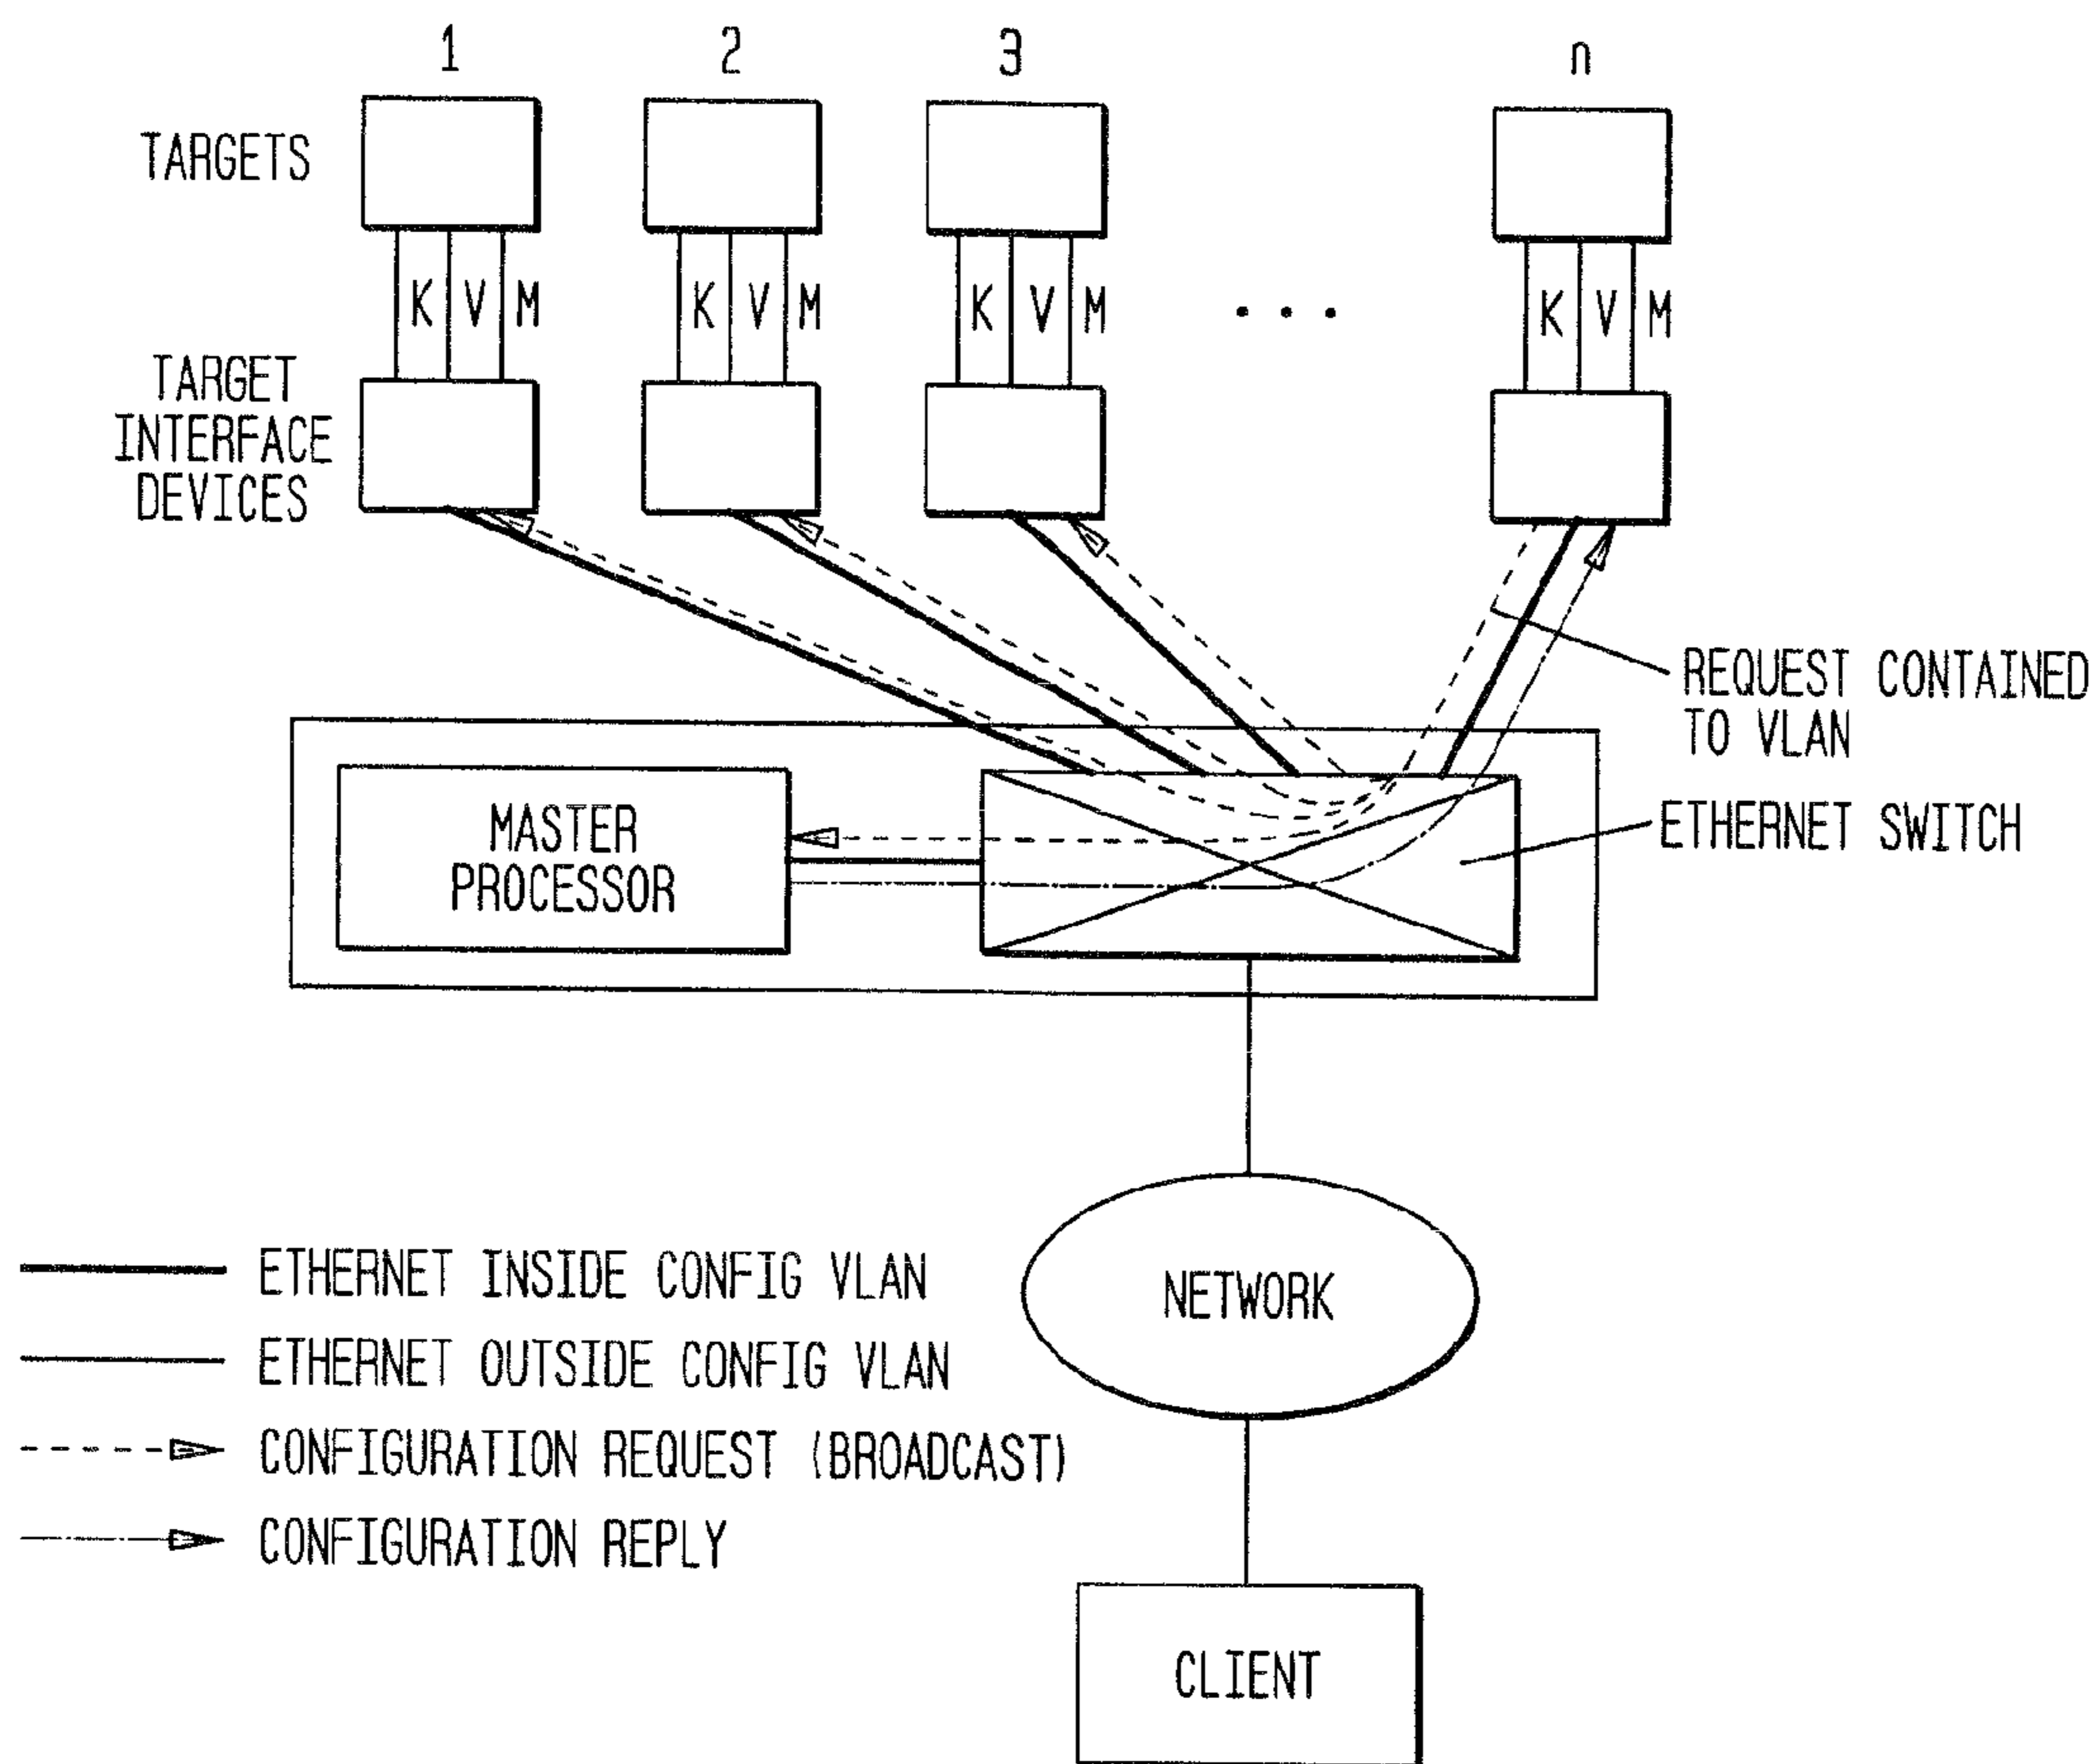 1 2 3 n
TARGETS
K V M K V M K V M . . . K V M
TARGET
INTERFACE
DEVICES
REQUEST CONTAINED
TO VLAN
MASTER
PROCESSOR
ETHERNET SWITCH
NETWORK
ETHERNET INSIDE CONFIG VLAN
ETHERNET OUTSIDE CONFIG VLAN
CONFIGURATION REQUEST (BROADCAST)
CONFIGURATION REPLY
CLIENT